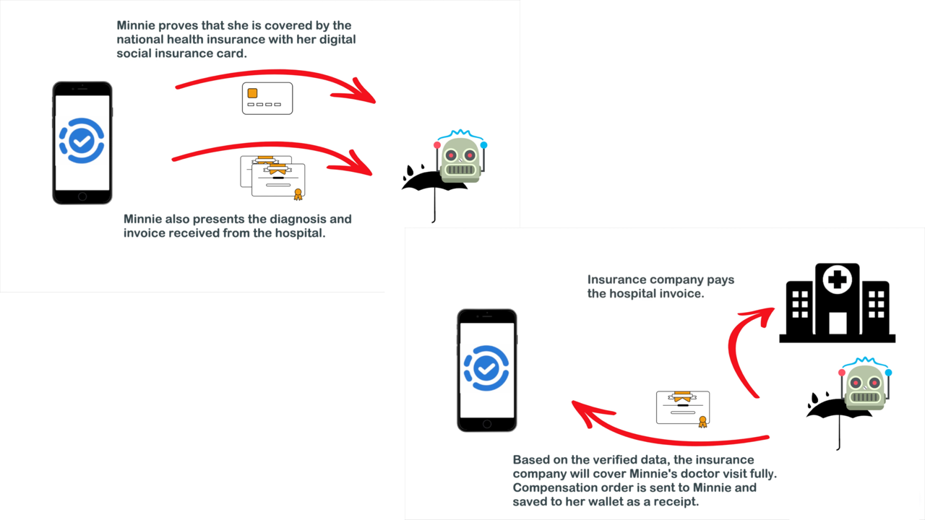 Minnie proves that she is covered by the
national health insurance with her digital
social insurance card.
Minnie also presents the diagnosis and
invoice received from the hospital.
Insurance company pays
the hospital invoice.
Based on the verified data, the insurance
company will cover Minnie's doctor visit fully.
Compensation order is sent to Minnie and
saved to her wallet as a receipt.